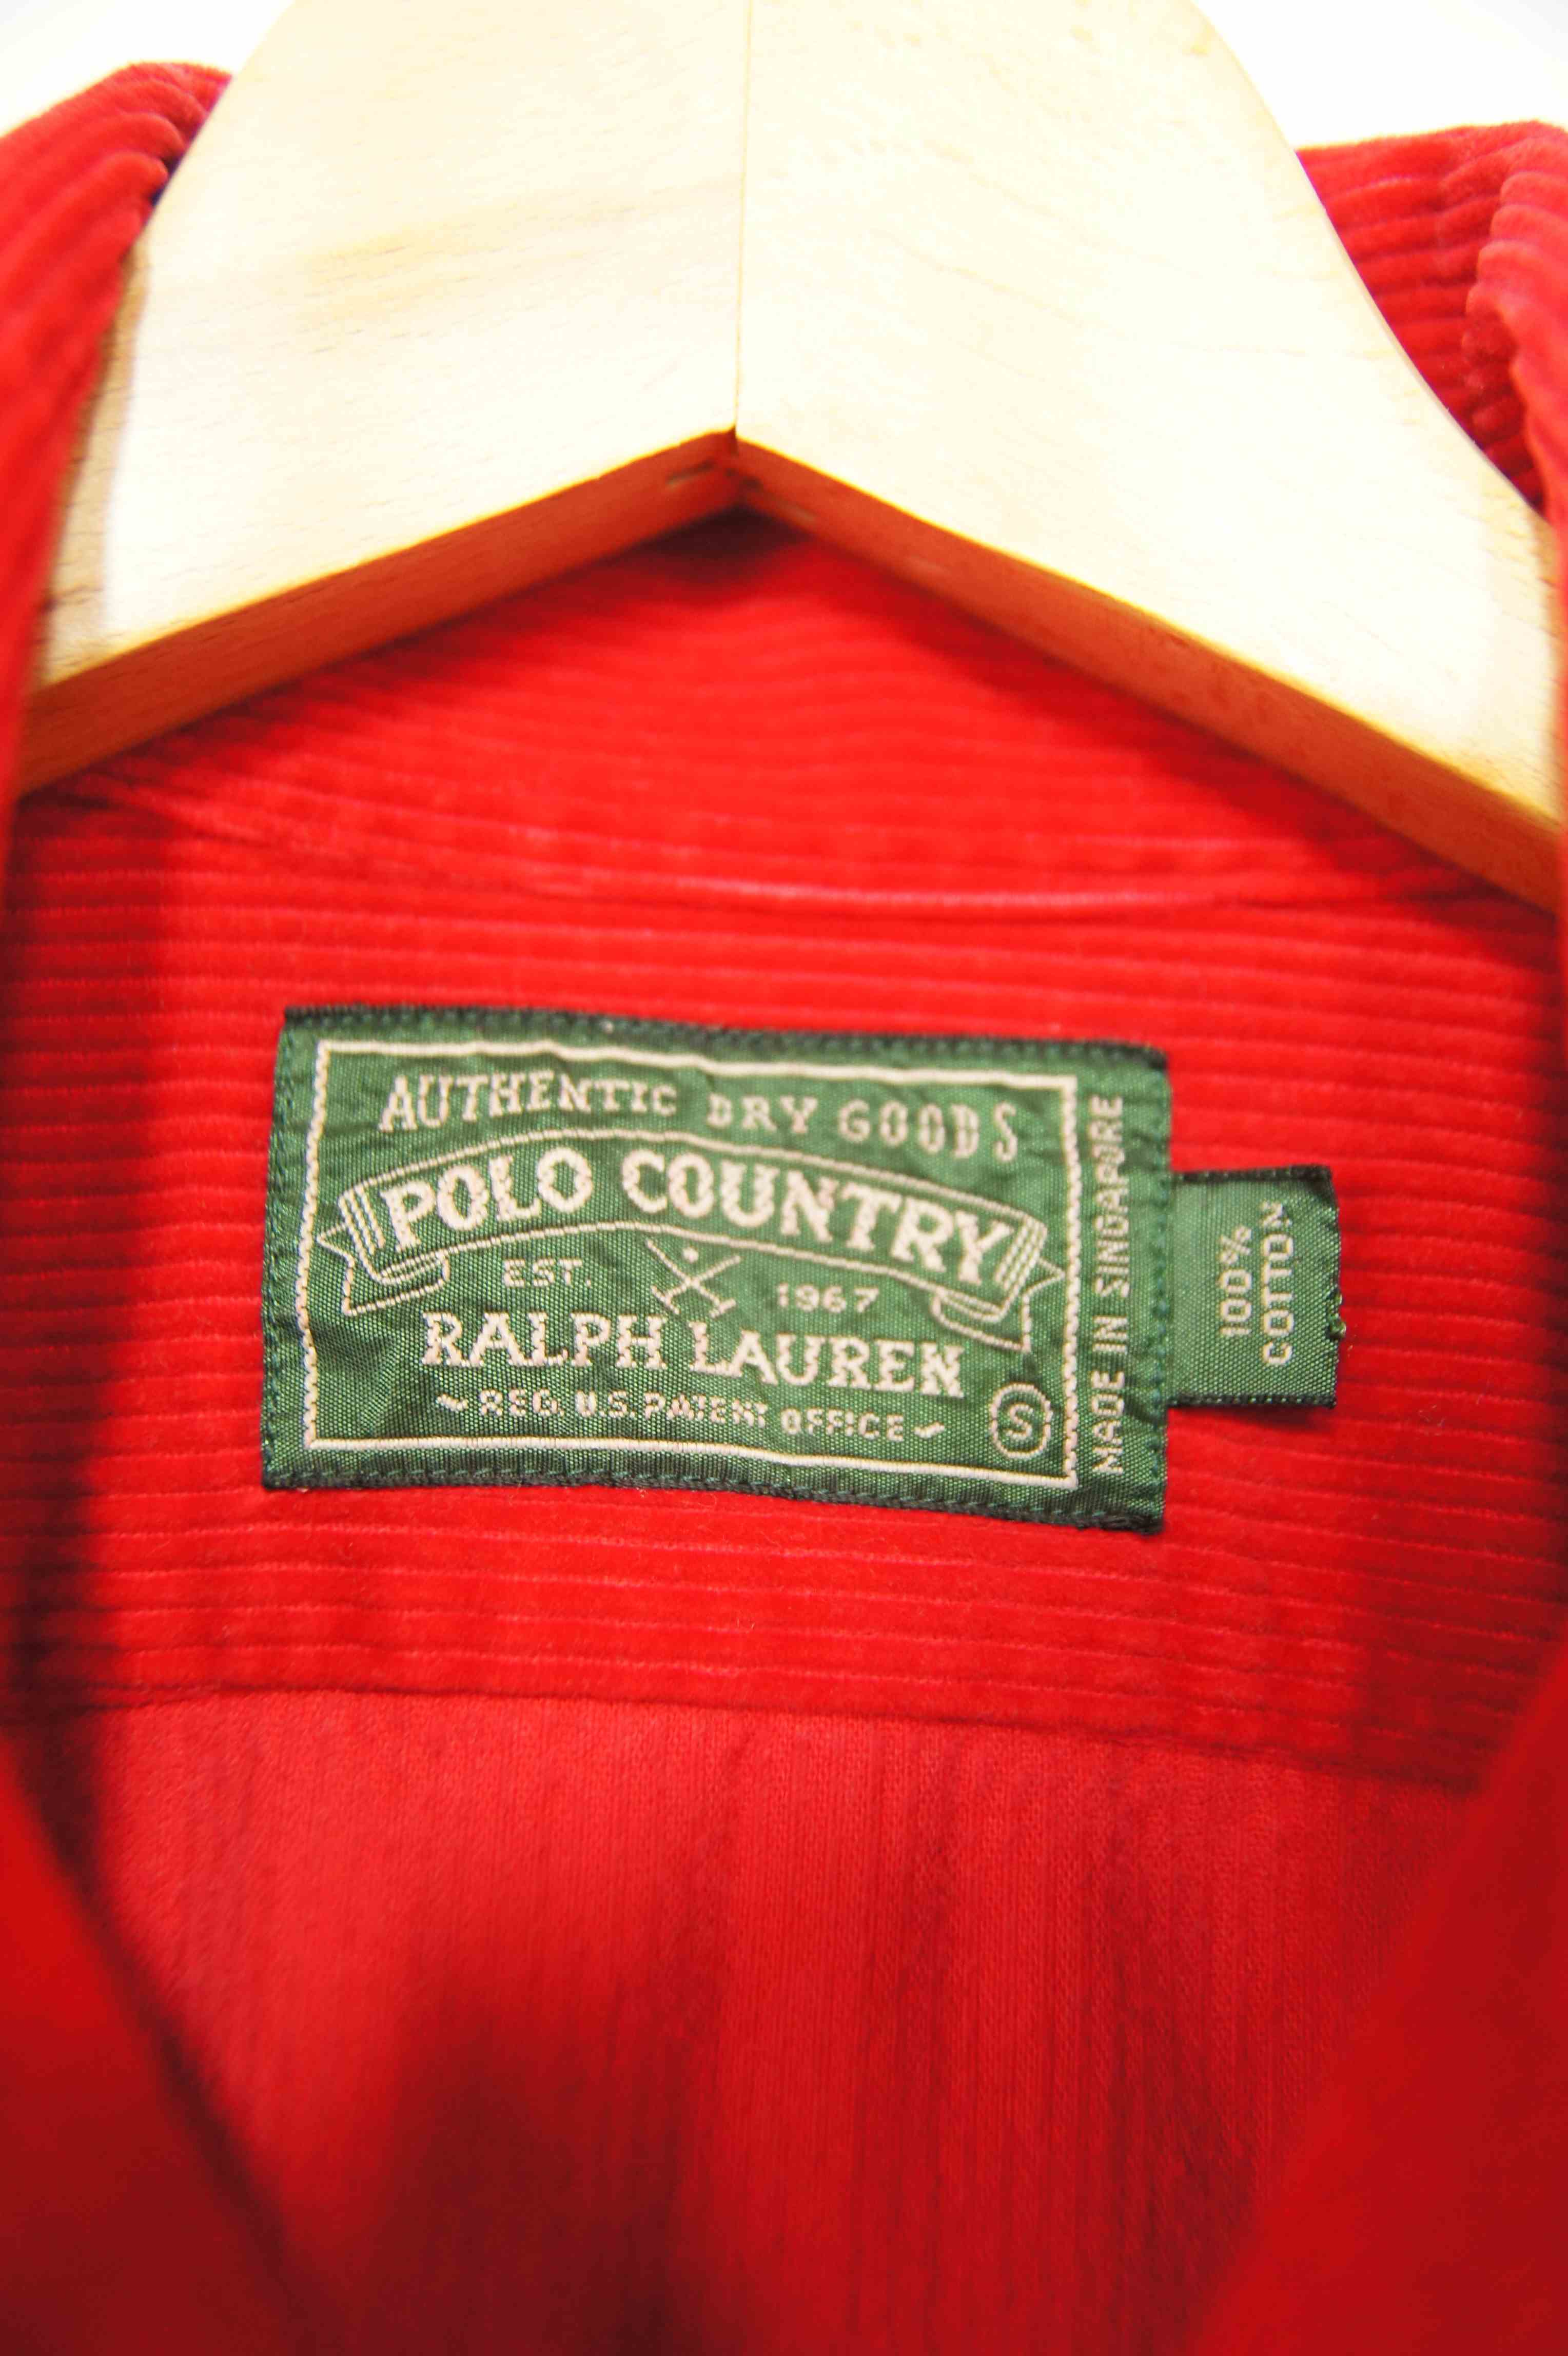 AUTHENTIC DRY GOODS
POLO COUNTRY
EST. 1967
RALPH LAUREN
~REG. U.S. PATENT OFFICE~
S
MADE IN SINGAPORE
100%
COTTON